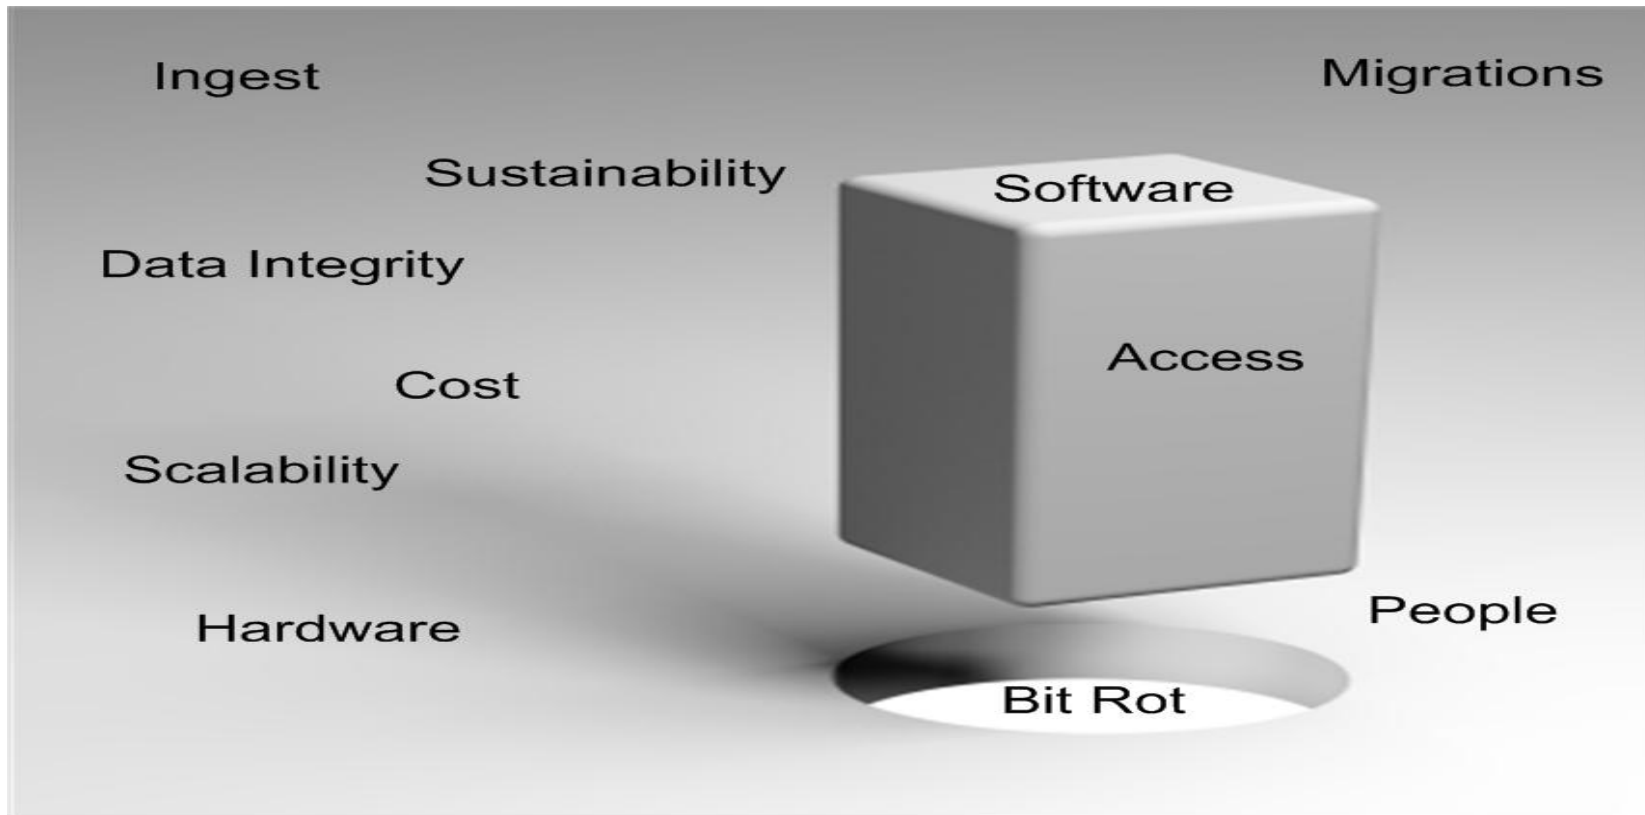 Ingest
Migrations
Sustainability
Software
Data Integrity
Access
Cost
Scalability
People
Hardware
Bit Rot